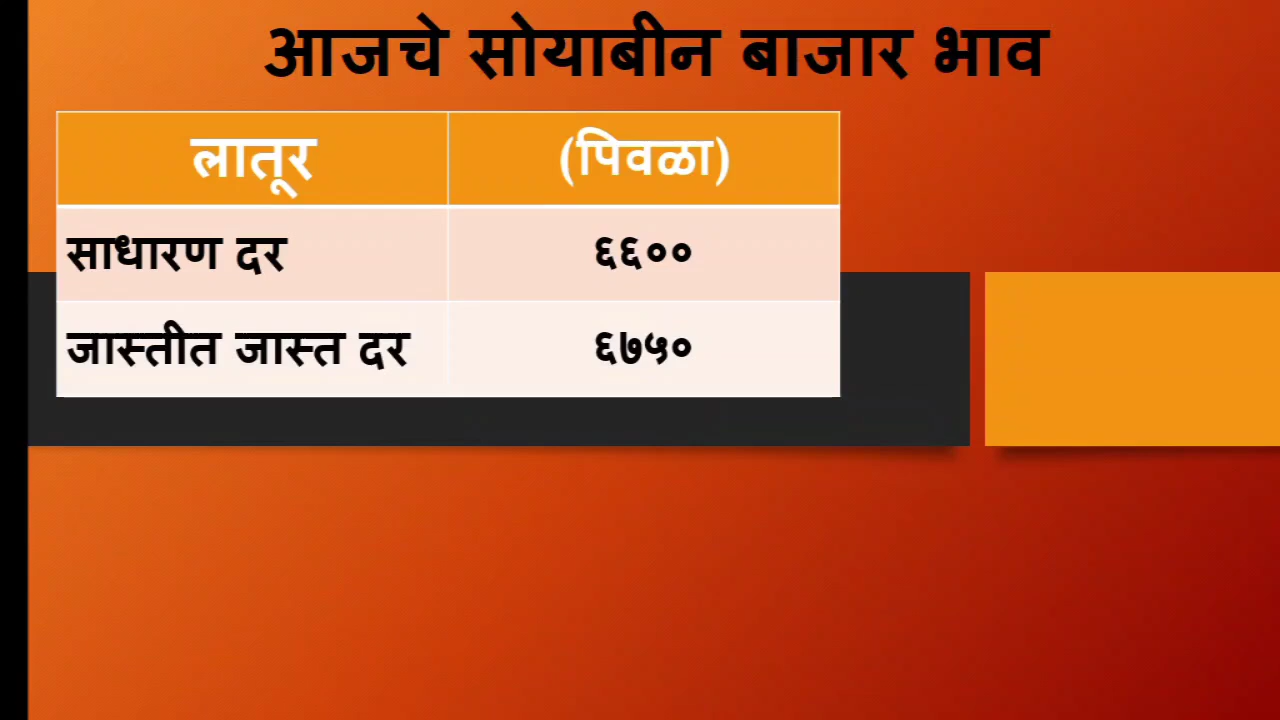 आजचे सोयाबीन बाजार भाव
लातूर (पिवळा)
साधारण दर ६६००
जास्तीत जास्त दर ६७५०